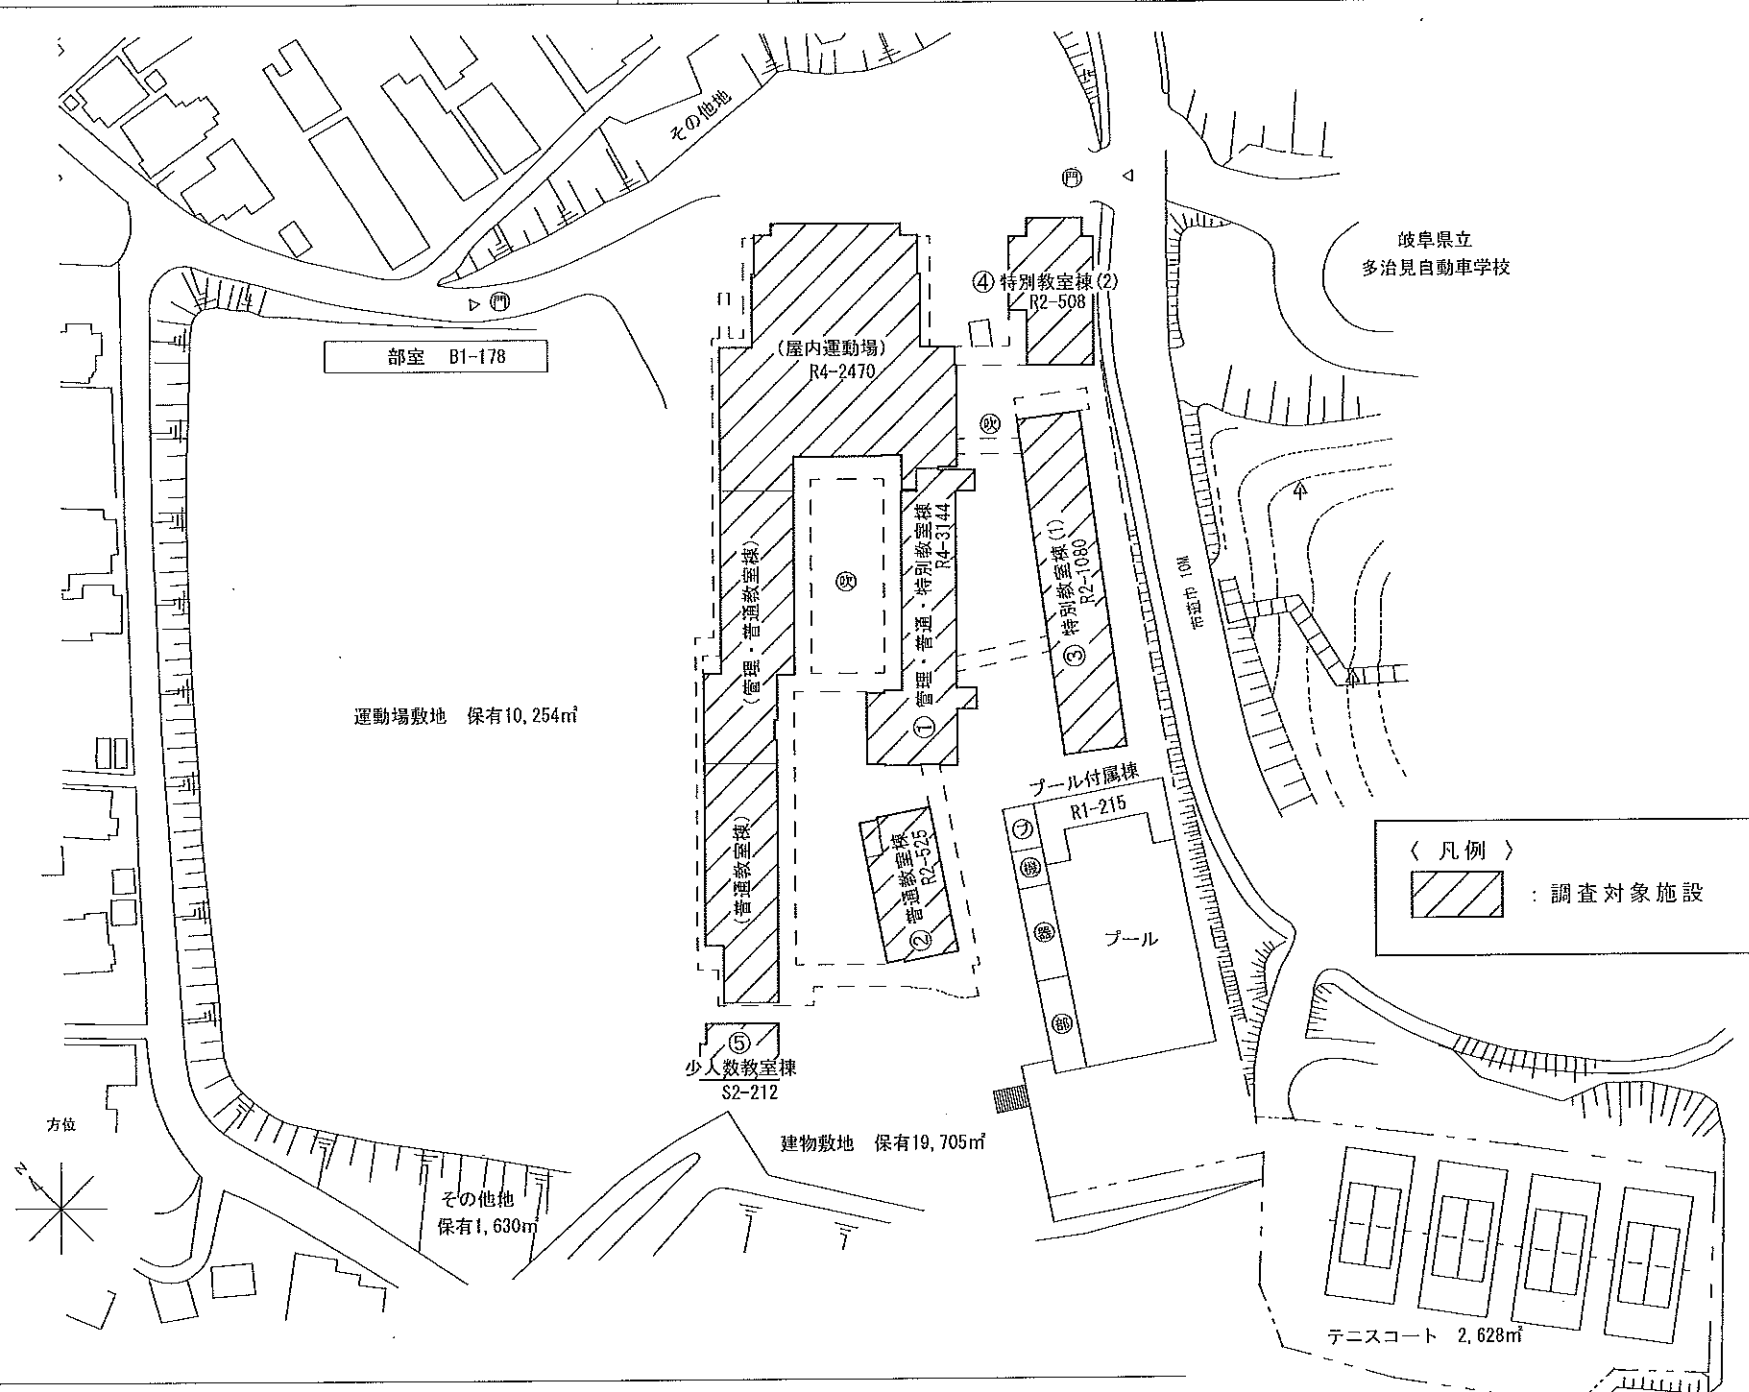 その他地
門
岐阜県立
多治見自動車学校
④ 特別教室棟(2)
R2-508
門
部室 B1-178
(屋内運動場)
R4-2470
吹
(管理・普通教室棟)
吹
① 管理・普通・特別教室棟
R4-3144
③ 特別教室棟(1)
R2-1080
市道巾 10M
運動場敷地 保有10,254㎡
プール付属棟
R1-215
(普通教室棟)
② 普通教室棟
R2-525
プ
機
器
部
プール
〈 凡例 〉
：調査対象施設
⑤
少人数教室棟
S2-212
方位
N
建物敷地 保有19,705㎡
その他地
保有1,630㎡
テニスコート 2,628㎡